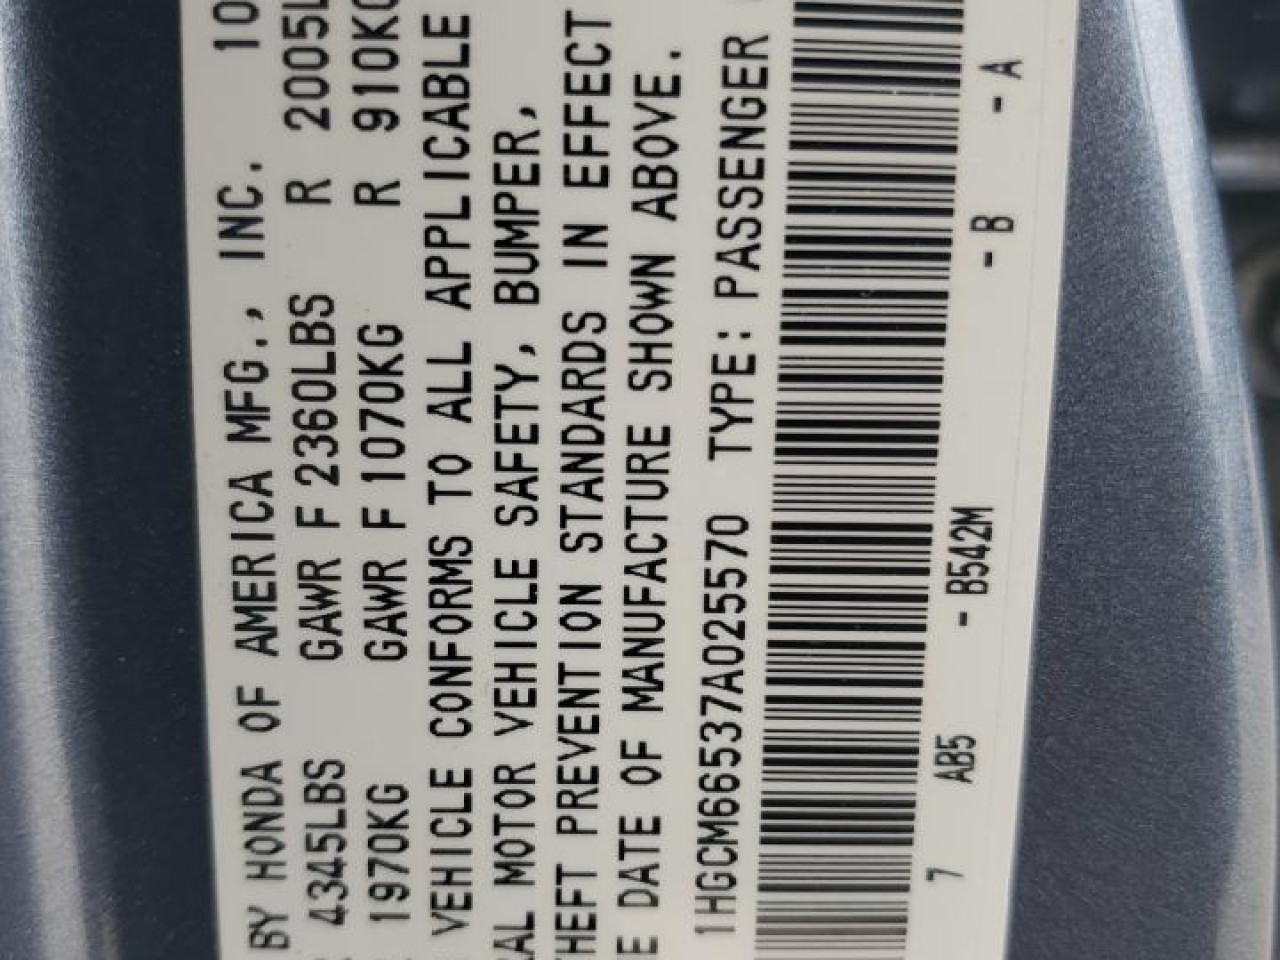 BY HONDA OF AMERICA MFG., INC. 10
4345LBS GAWR F 2360LBS R 2005L
1970KG GAWR F 1070KG R 910KG
VEHICLE CONFORMS TO ALL APPLICABLE
AL MOTOR VEHICLE SAFETY, BUMPER,
HEFT PREVENTION STANDARDS IN EFFECT
E DATE OF MANUFACTURE SHOWN ABOVE.
1HGCM66537A025570 TYPE: PASSENGER
7 AB5 - B542M - B - A